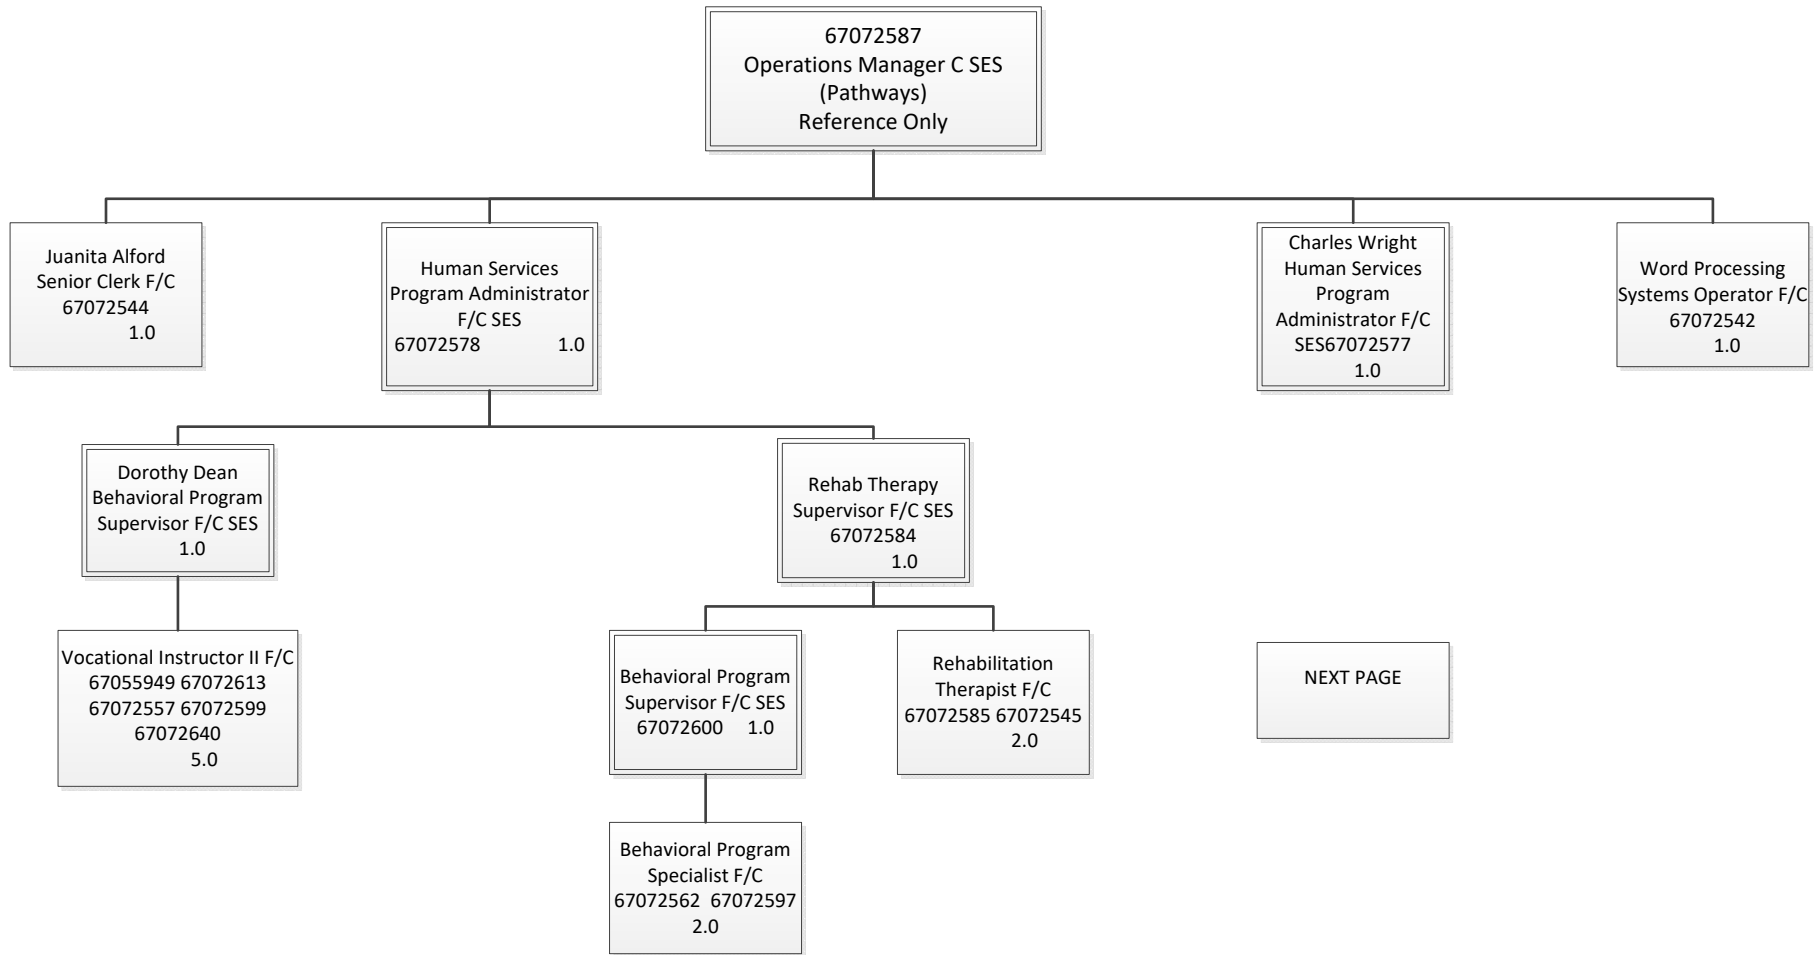 67072587
Operations Manager C SES
(Pathways)
Reference Only
Juanita Alford
Senior Clerk F/C
67072544
1.0
Human Services
Program Administrator
F/C SES
67072578 1.0
Charles Wright
Human Services
Program
Administrator F/C
SES67072577
1.0
Word Processing
Systems Operator F/C
67072542
1.0
Dorothy Dean
Behavioral Program
Supervisor F/C SES
1.0
Rehab Therapy
Supervisor F/C SES
67072584
1.0
Vocational Instructor II F/C
67055949 67072613
67072557 67072599
67072640
5.0
Behavioral Program
Supervisor F/C SES
67072600 1.0
Rehabilitation
Therapist F/C
67072585 67072545
2.0
NEXT PAGE
Behavioral Program
Specialist F/C
67072562 67072597
2.0